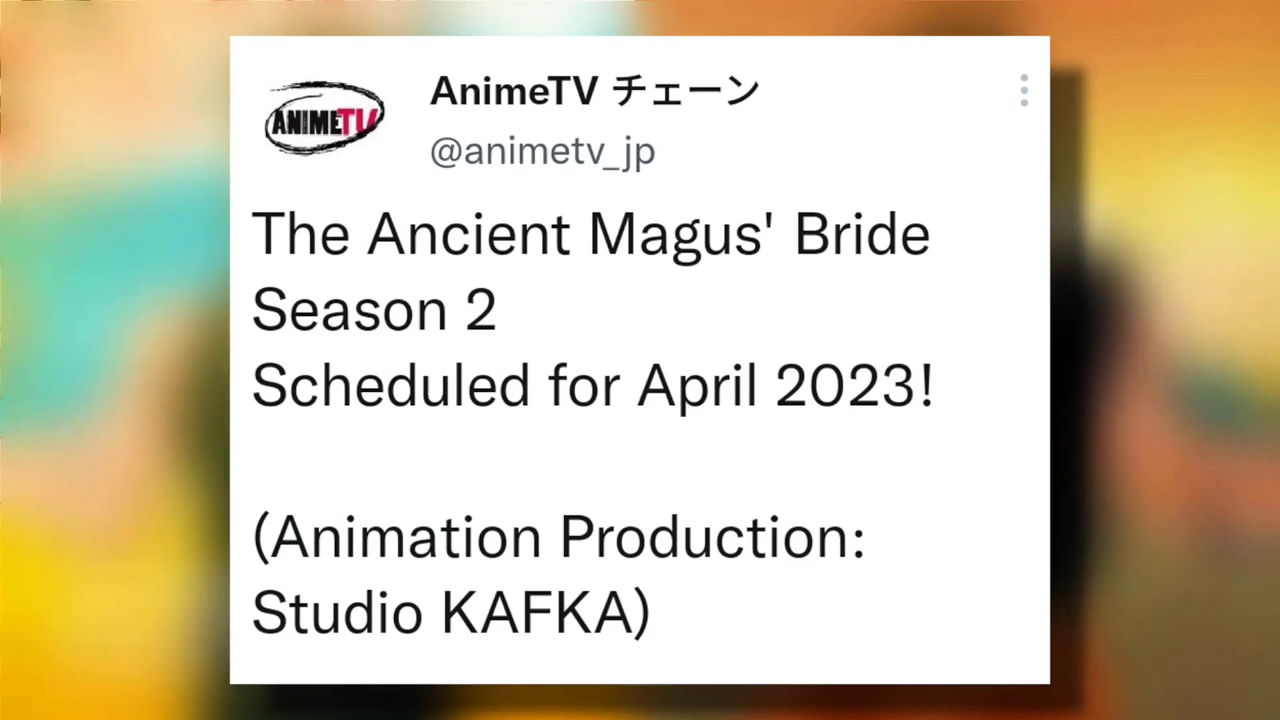 ANIMETV
AnimeTV チェーン
@animetv_jp
The Ancient Magus' Bride
Season 2
Scheduled for April 2023!
(Animation Production:
Studio KAFKA)